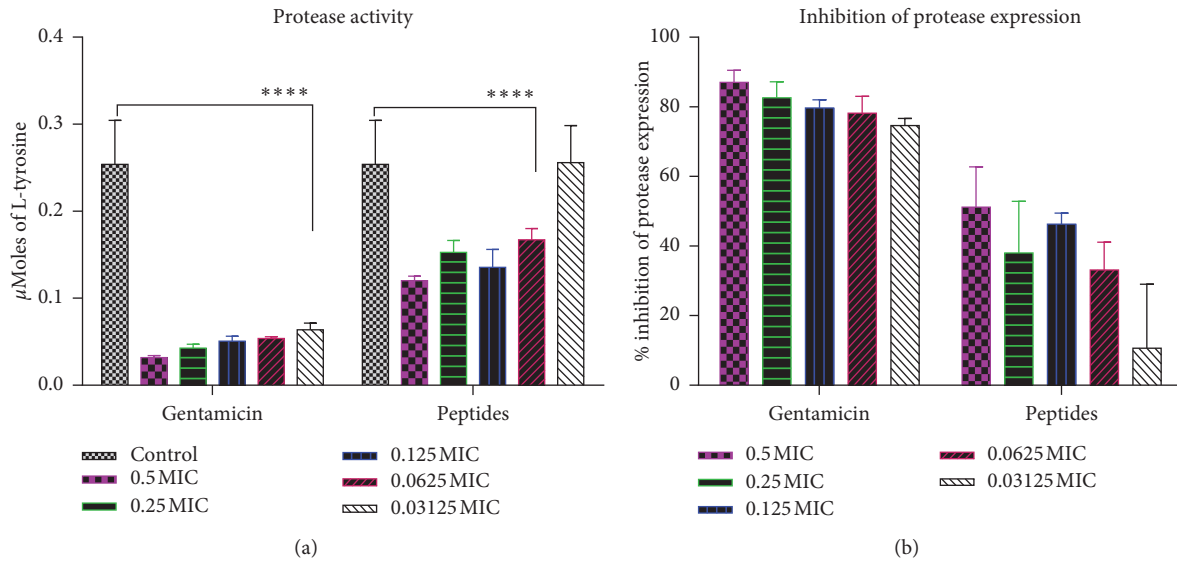 Protease activity
0.4
0.3
0.2
0.1
0.0
μMoles of L-tyrosine
****
****
Gentamicin
Peptides
Control
0.5 MIC
0.25 MIC
0.125 MIC
0.0625 MIC
0.03125 MIC
(a)
Inhibition of protease expression
100
80
60
40
20
0
% inhibition of protease expression
Gentamicin
Peptides
0.5 MIC
0.25 MIC
0.125 MIC
0.0625 MIC
0.03125 MIC
(b)